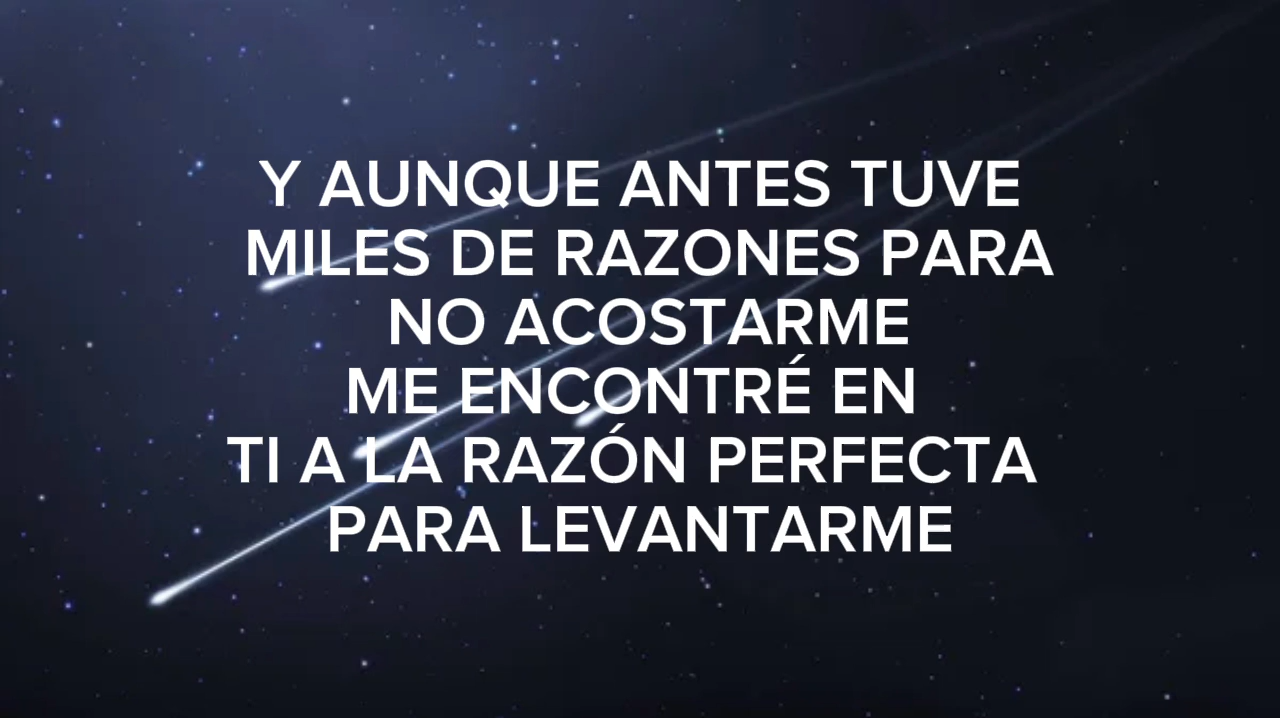 Y AUNQUE ANTES TUVE
MILES DE RAZONES PARA
NO ACOSTARME
ME ENCONTRÉ EN
TI A LA RAZÓN PERFECTA
PARA LEVANTARME